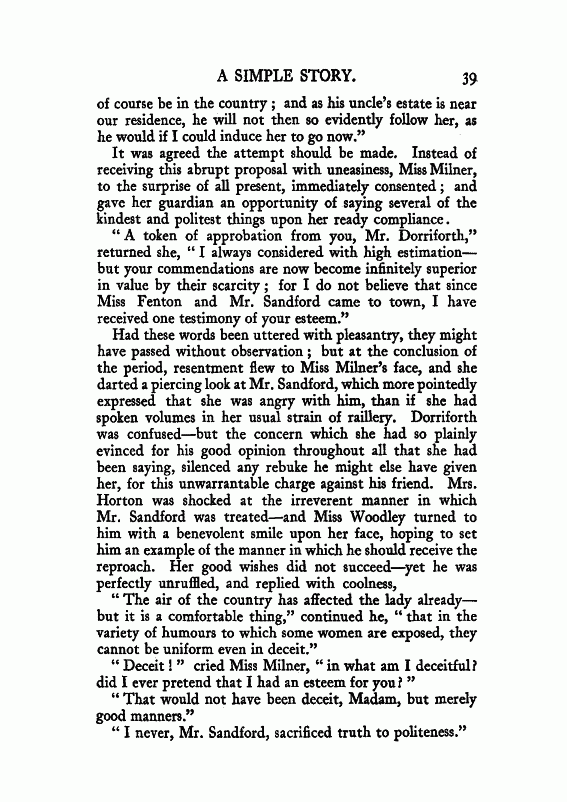 A SIMPLE STORY. 39
of course be in the country ; and as his uncle's estate is near
our residence, he will not then so evidently follow her, as
he would if I could induce her to go now."
It was agreed the attempt should be made. Instead of
receiving this abrupt proposal with uneasiness, Miss Milner,
to the surprise of all present, immediately consented ; and
gave her guardian an opportunity of saying several of the
kindest and politest things upon her ready compliance.
" A token of approbation from you, Mr. Dorriforth,"
returned she, " I always considered with high estimation—
but your commendations are now become infinitely superior
in value by their scarcity ; for I do not believe that since
Miss Fenton and Mr. Sandford came to town, I have
received one testimony of your esteem."
Had these words been uttered with pleasantry, they might
have passed without observation ; but at the conclusion of
the period, resentment flew to Miss Milner's face, and she
darted a piercing look at Mr. Sandford, which more pointedly
expressed that she was angry with him, than if she had
spoken volumes in her usual strain of raillery. Dorriforth
was confused—but the concern which she had so plainly
evinced for his good opinion throughout all that she had
been saying, silenced any rebuke he might else have given
her, for this unwarrantable charge against his friend. Mrs.
Horton was shocked at the irreverent manner in which
Mr. Sandford was treated—and Miss Woodley turned to
him with a benevolent smile upon her face, hoping to set
him an example of the manner in which he should receive the
reproach. Her good wishes did not succeed—yet he was
perfectly unruffled, and replied with coolness,
" The air of the country has affected the lady already—
but it is a comfortable thing," continued he, " that in the
variety of humours to which some women are exposed, they
cannot be uniform even in deceit."
" Deceit ! " cried Miss Milner, " in what am I deceitful?
did I ever pretend that I had an esteem for you? "
" That would not have been deceit, Madam, but merely
good manners."
" I never, Mr. Sandford, sacrificed truth to politeness."